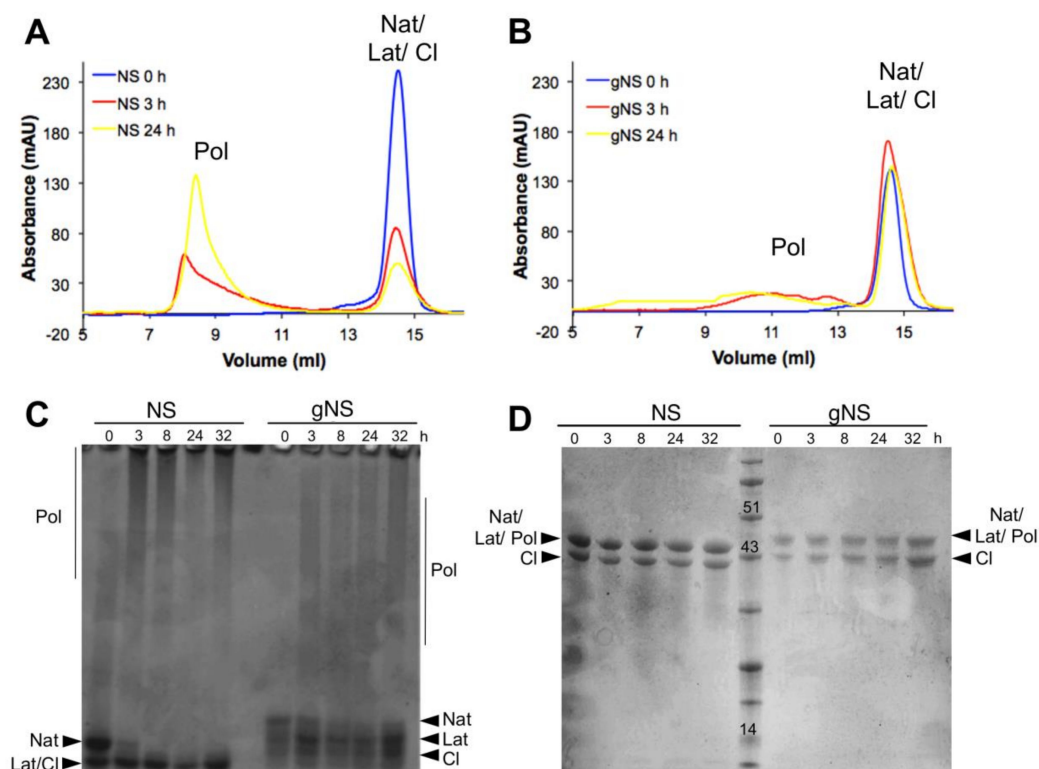 A
Nat/
Lat/ Cl
NS 0 h
NS 3 h
NS 24 h
Pol
230
180
130
80
30
-20
5 7 9 11 13 15
Absorbance (mAU)
Volume (ml)
B
Nat/
Lat/ Cl
gNS 0 h
gNS 3 h
gNS 24 h
Pol
230
180
130
80
30
-20
5 7 9 11 13 15
Absorbance (mAU)
Volume (ml)
C
NS gNS
0 3 8 24 32 0 3 8 24 32 h
Pol
Pol
Nat
Lat/Cl
Nat
Lat
Cl
D
NS gNS
0 3 8 24 32 0 3 8 24 32 h
Nat/
Lat/ Pol
Cl
51
43
14
Nat/
Lat/ Pol
Cl